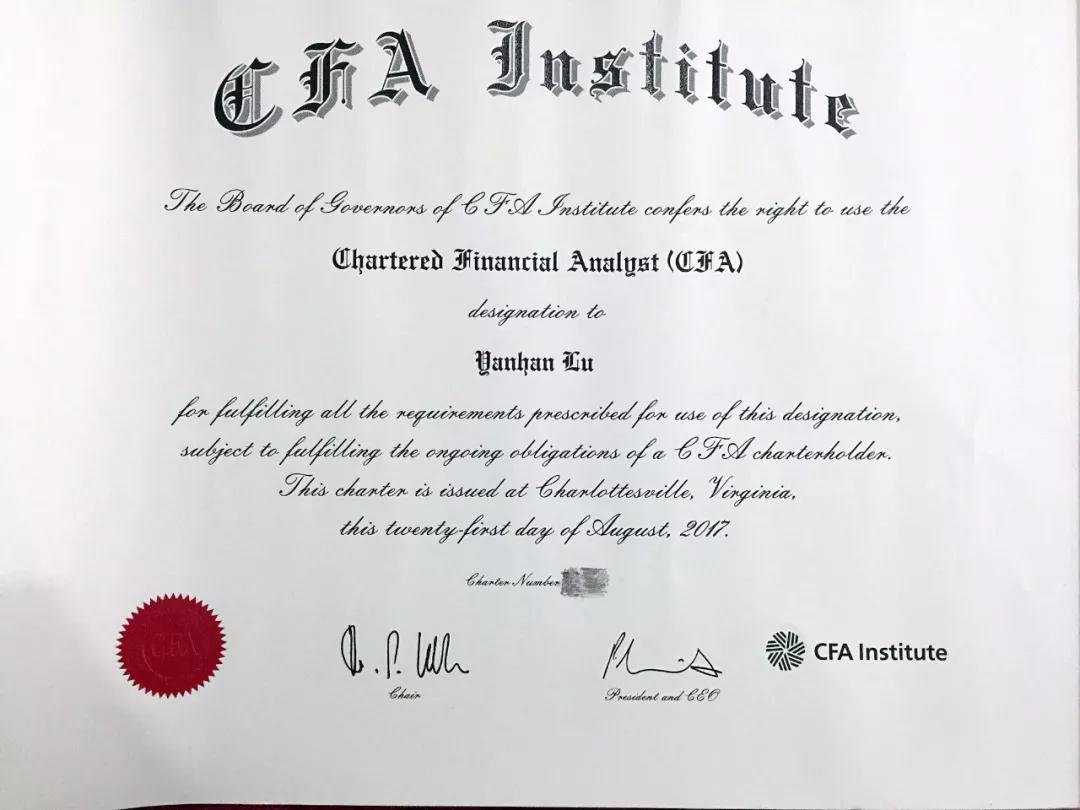 CFA Institute
The Board of Governors of CFA Institute confers the right to use the
Chartered Financial Analyst (CFA)
designation to
Yanhan Lu
for fulfilling all the requirements prescribed for use of this designation,
subject to fulfilling the ongoing obligations of a CFA charterholder.
This charter is issued at Charlottesville, Virginia,
this twenty-first day of August, 2017.
Charter Number
CFA Institute
Chair
President and CEO